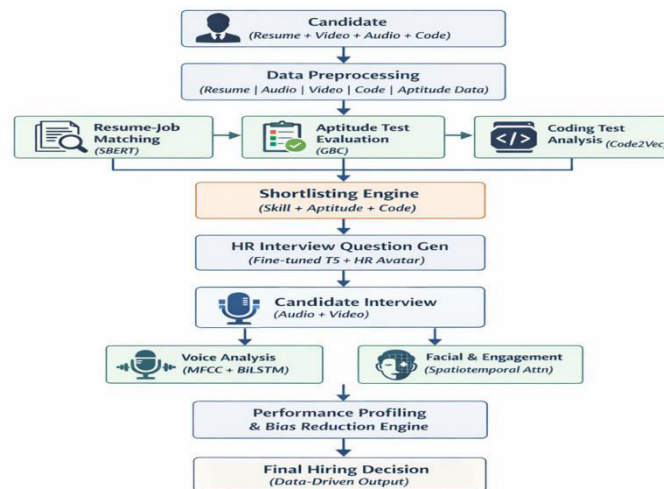 Candidate
(Resume + Video + Audio + Code)
Data Preprocessing
(Resume | Audio | Video | Code | Aptitude Data)
Resume-Job
Matching
(SBERT)
Aptitude Test
Evaluation
(GBC)
</>
Coding Test
Analysis (Code2Vec)
Shortlisting Engine
(Skill + Aptitude + Code)
HR Interview Question Gen
(Fine-tuned T5 + HR Avatar)
Candidate Interview
(Audio + Video)
Voice Analysis
(MFCC + BiLSTM)
Facial & Engagement
(Spatiotemporal Attn)
Performance Profiling
& Bias Reduction Engine
Final Hiring Decision
(Data-Driven Output)